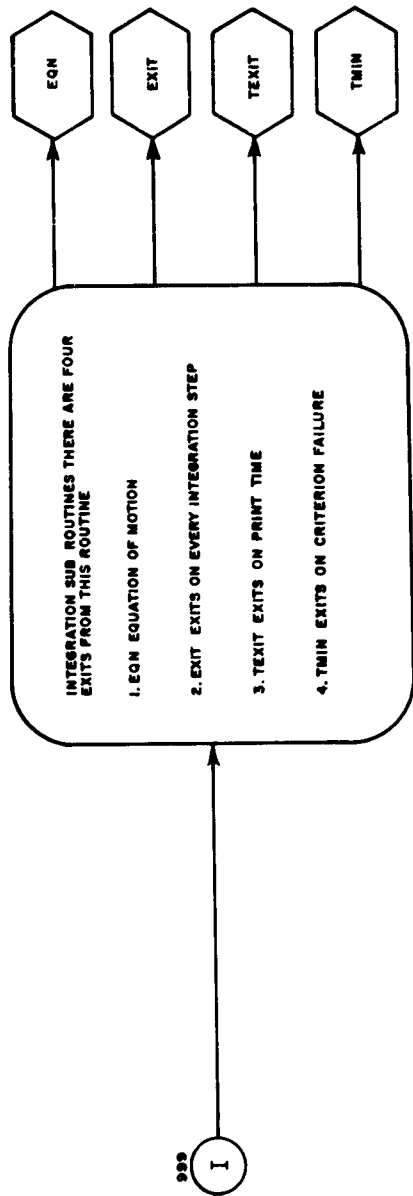 999
I
INTEGRATION SUB ROUTINES THERE ARE FOUR
EXITS FROM THIS ROUTINE
1. EQN EQUATION OF MOTION
2. EXIT EXITS ON EVERY INTEGRATION STEP
3. TEXIT EXITS ON PRINT TIME
4. TMIN EXITS ON CRITERION FAILURE
EQN
EXIT
TEXIT
TMIN